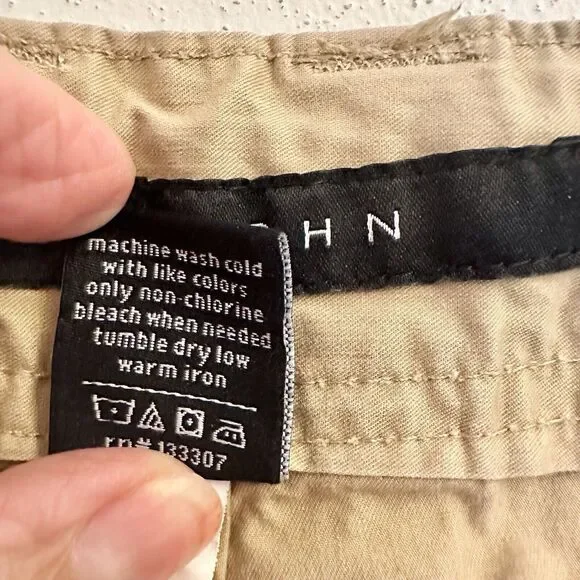 HN
machine wash cold
with like colors
only non-chlorine
bleach when needed
tumble dry low
warm iron
rn# 133307